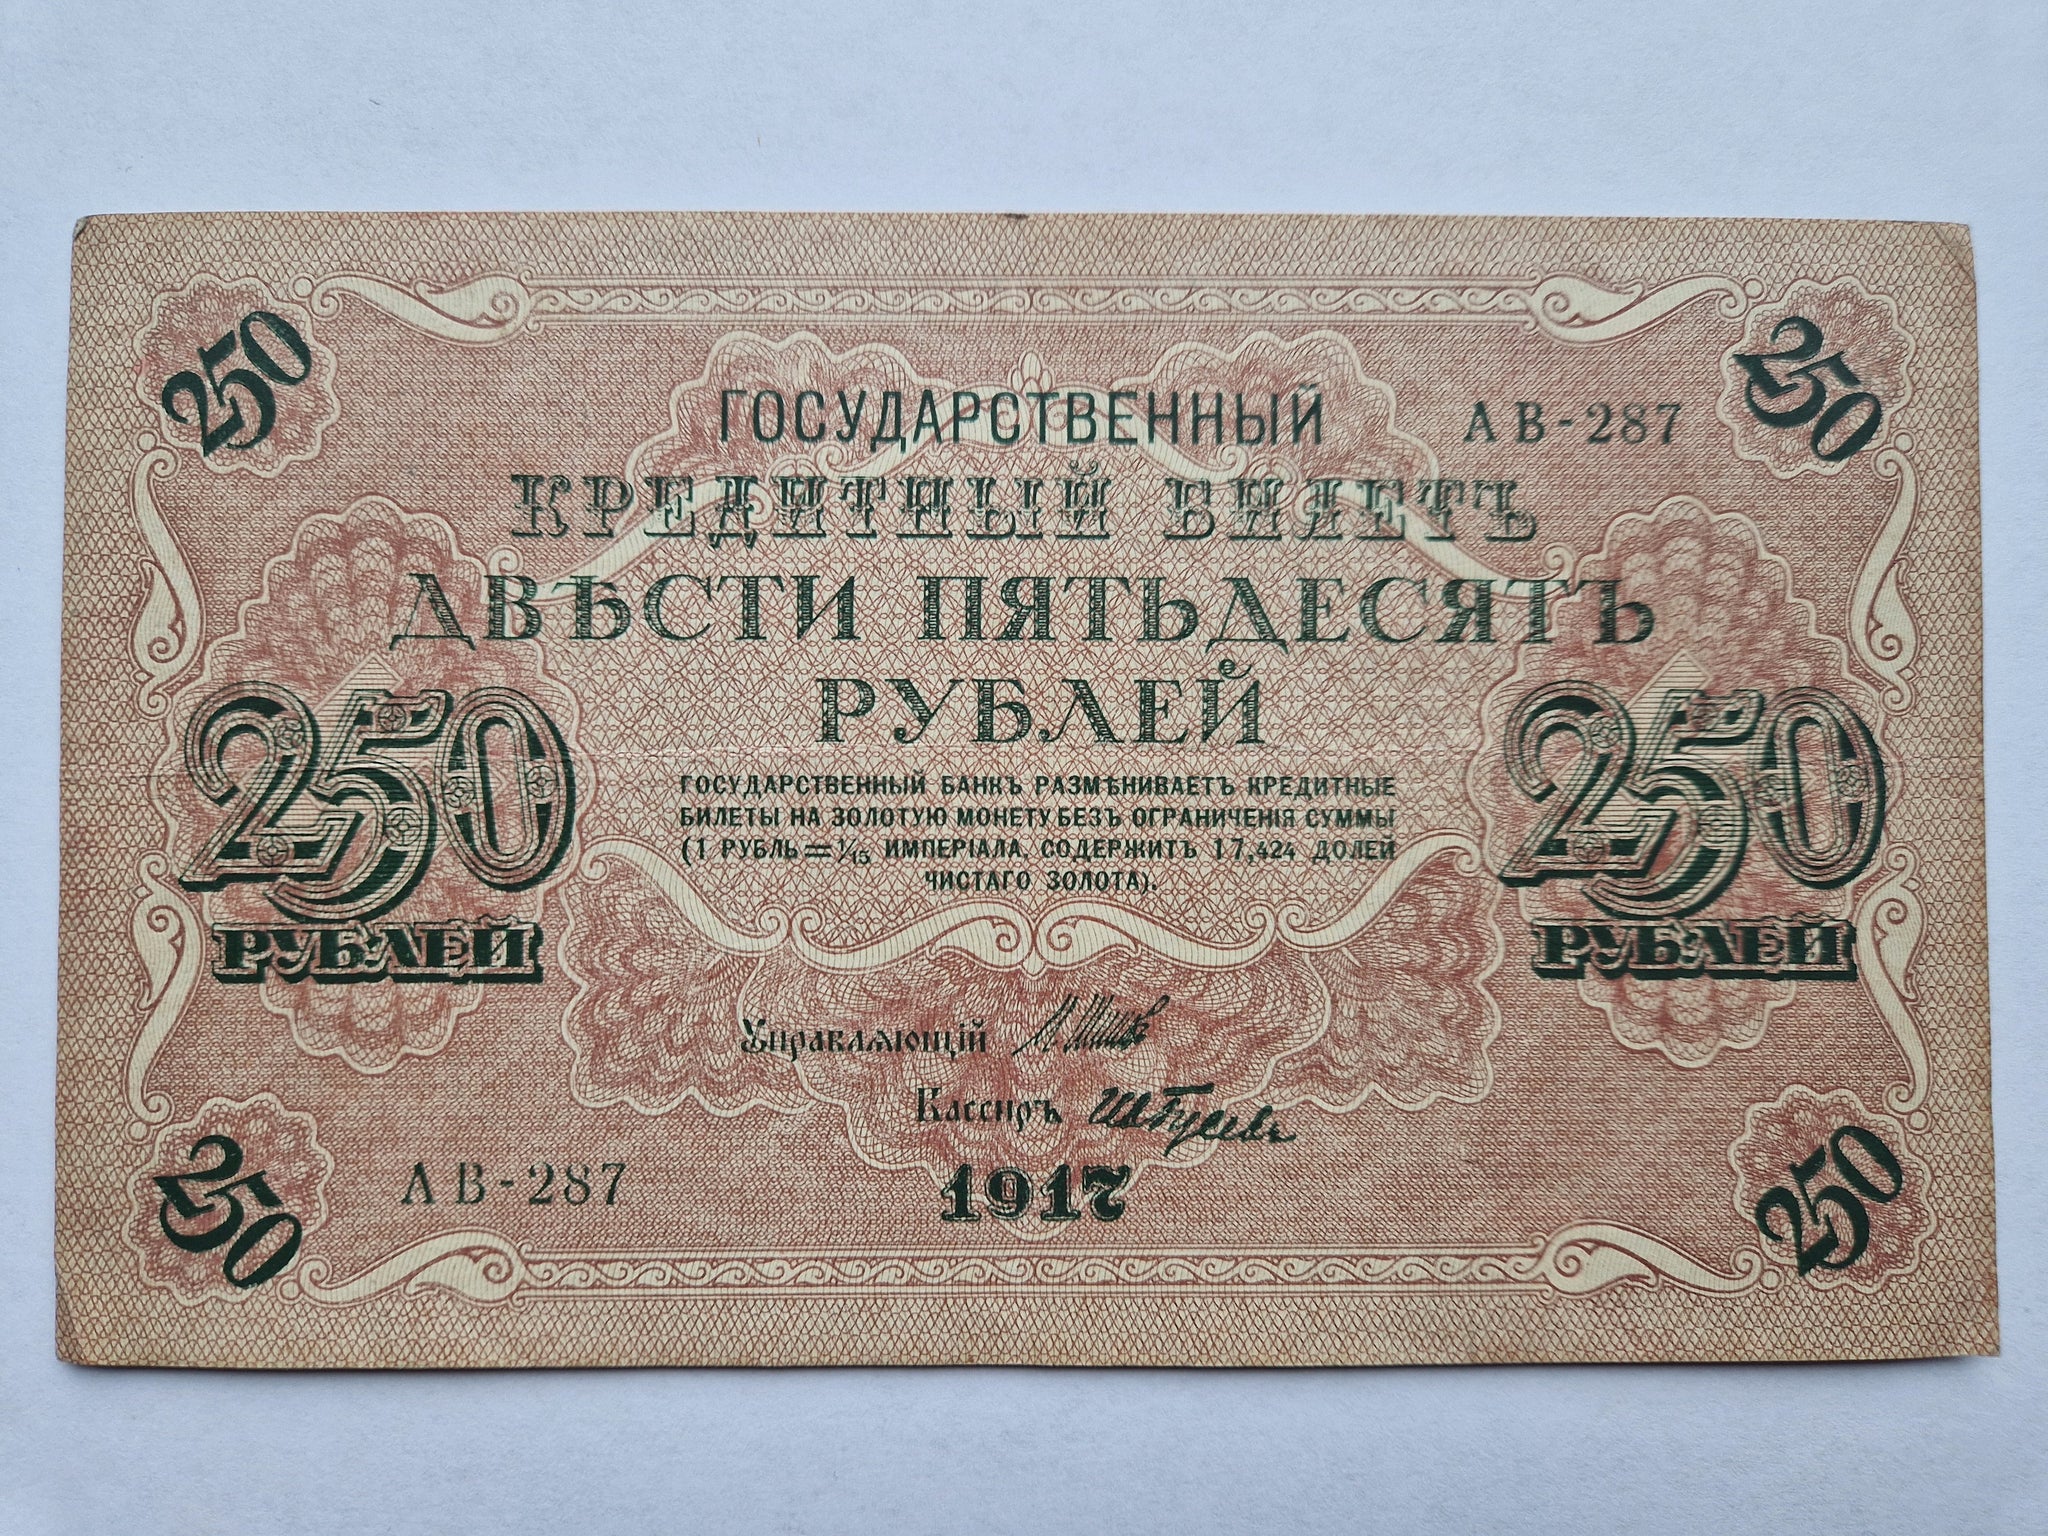 250
250
ГОСУДАРСТВЕННЫЙ
АВ-287
КРЕДИТНЫЙ БИЛЕТЪ
ДВѢСТИ ПЯТЬДЕСЯТЪ
РУБЛЕЙ
250
РУБЛЕЙ
250
РУБЛЕЙ
ГОСУДАРСТВЕННЫЙ БАНКЪ РАЗМѢНИВАЕТЪ КРЕДИТНЫЕ
БИЛЕТЫ НА ЗОЛОТУЮ МОНЕТУ БЕЗЪ ОГРАНИЧЕНІЯ СУММЫ
(1 РУБЛЬ = 1/15 ИМПЕРІАЛА, СОДЕРЖИТЪ 17,424 ДОЛЕЙ
ЧИСТАГО ЗОЛОТА).
Управляющій И. Шиповъ
Кассиръ Гусевъ
АВ-287
1917
250
250